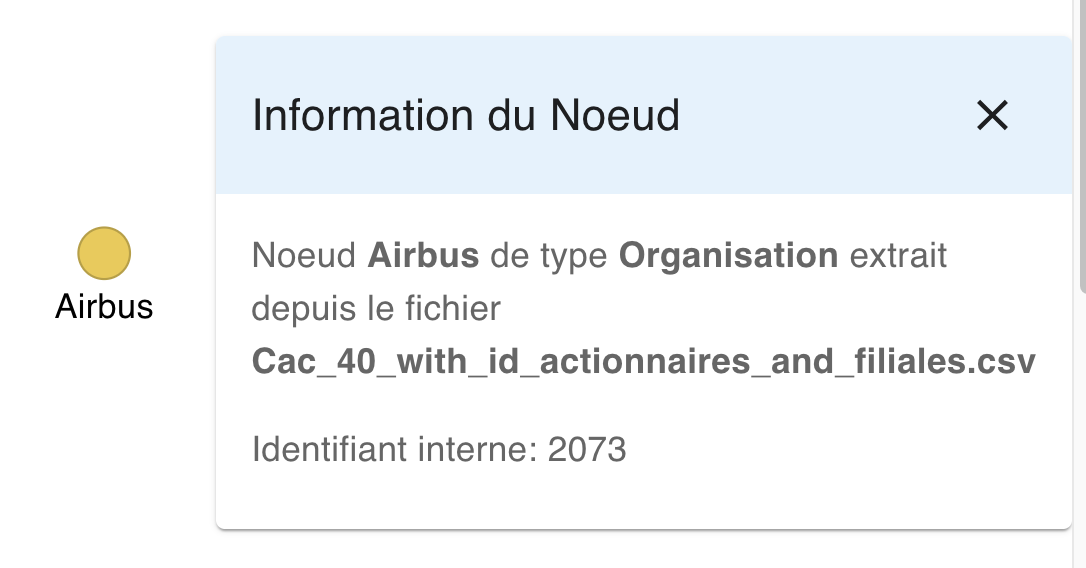 Information du Noeud
Airbus
Noeud Airbus de type Organisation extrait
depuis le fichier
Cac_40_with_id_actionnaires_and_filiales.csv
Identifiant interne: 2073